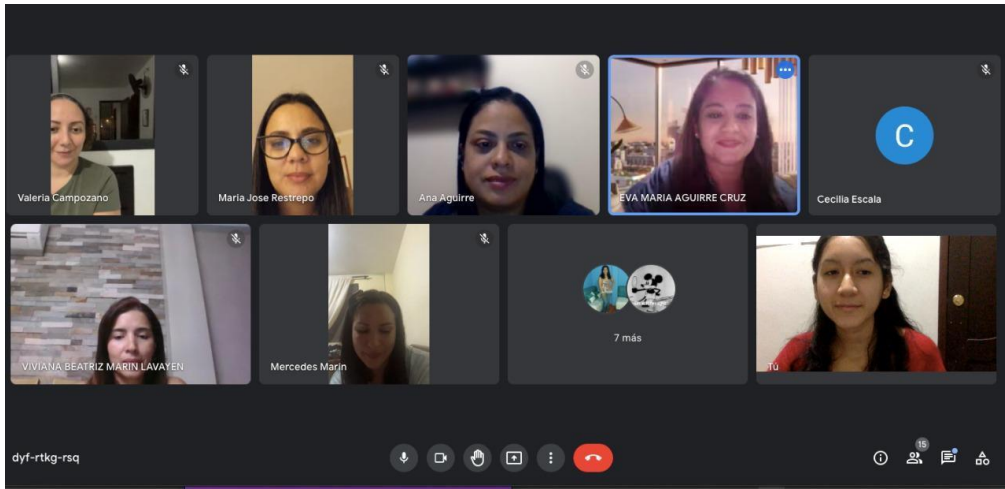 Valeria Campozano
Maria Jose Restrepo
Ana Aguirre
EVA MARIA AGUIRRE CRUZ
C
Cecilia Escala
VIVIANA BEATRIZ MARIN LAVAYEN
Mercedes Marin
7 más
Tú
dyf-rtkg-rsq
15